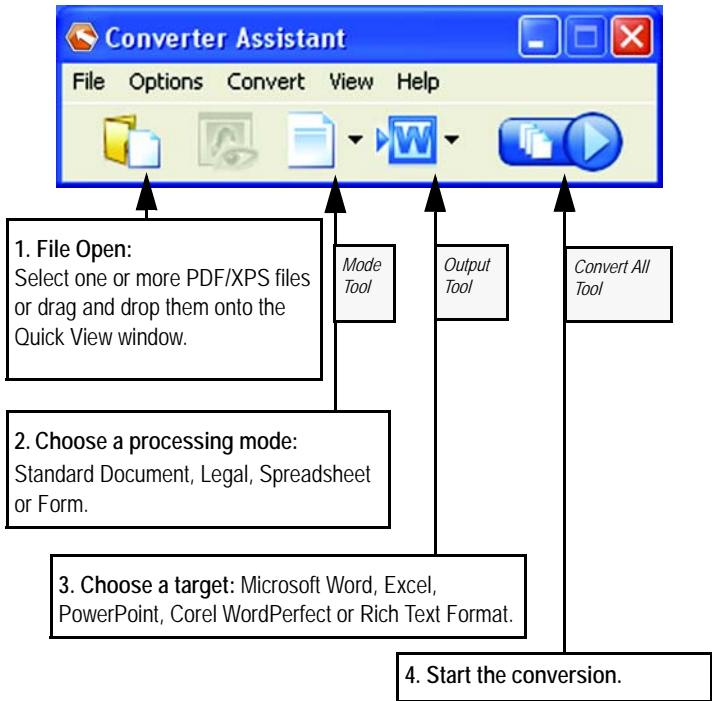 Converter Assistant
File Options Convert View Help
W
1. File Open:
Select one or more PDF/XPS files
or drag and drop them onto the
Quick View window.
Mode
Tool
Output
Tool
Convert All
Tool
2. Choose a processing mode:
Standard Document, Legal, Spreadsheet
or Form.
3. Choose a target: Microsoft Word, Excel,
PowerPoint, Corel WordPerfect or Rich Text Format.
4. Start the conversion.